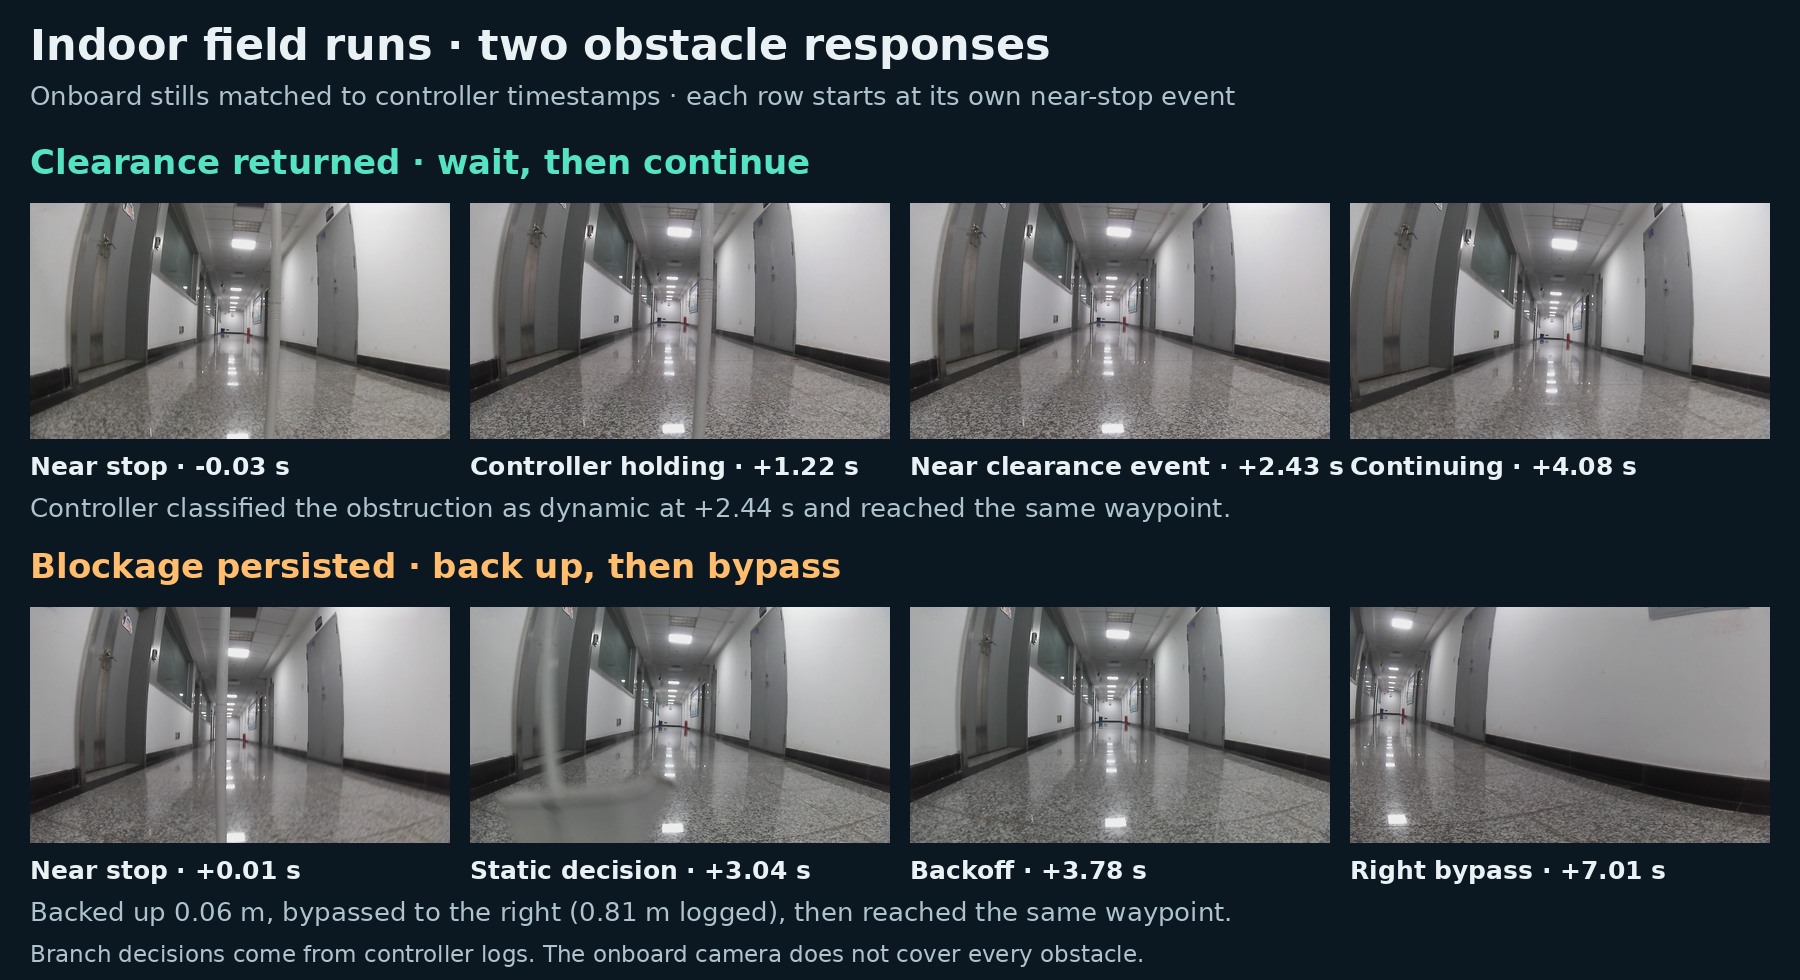 Indoor field runs · two obstacle responses
Onboard stills matched to controller timestamps · each row starts at its own near-stop event
Clearance returned · wait, then continue
Near stop · -0.03 s
Controller holding · +1.22 s
Near clearance event · +2.43 s
Continuing · +4.08 s
Controller classified the obstruction as dynamic at +2.44 s and reached the same waypoint.
Blockage persisted · back up, then bypass
Near stop · +0.01 s
Static decision · +3.04 s
Backoff · +3.78 s
Right bypass · +7.01 s
Backed up 0.06 m, bypassed to the right (0.81 m logged), then reached the same waypoint.
Branch decisions come from controller logs. The onboard camera does not cover every obstacle.